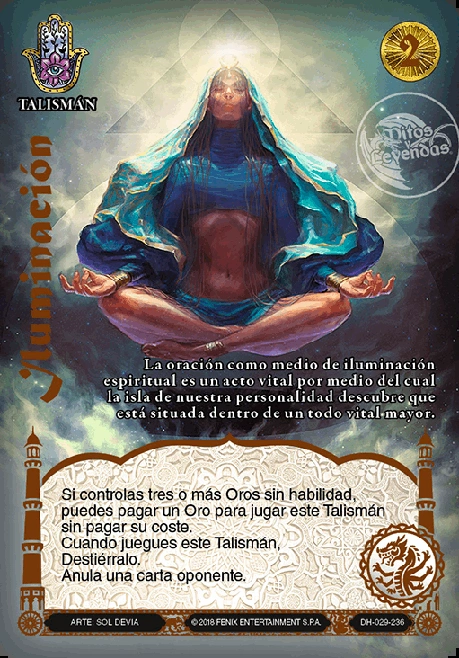 2
TALISMÁN
Mitos y
Leyendas
Iluminación
La oración como medio de iluminación
espiritual es un acto vital por medio del cual
la isla de nuestra personalidad descubre que
está situada dentro de un todo vital mayor.
Si controlas tres o más Oros sin habilidad,
puedes pagar un Oro para jugar este Talismán
sin pagar su coste.
Cuando juegues este Talismán,
Destiérralo.
Anula una carta oponente.
ARTE: SOL DEVIA
©2018 FENIX ENTERTAINMENT S.P.A.
DH-029-236